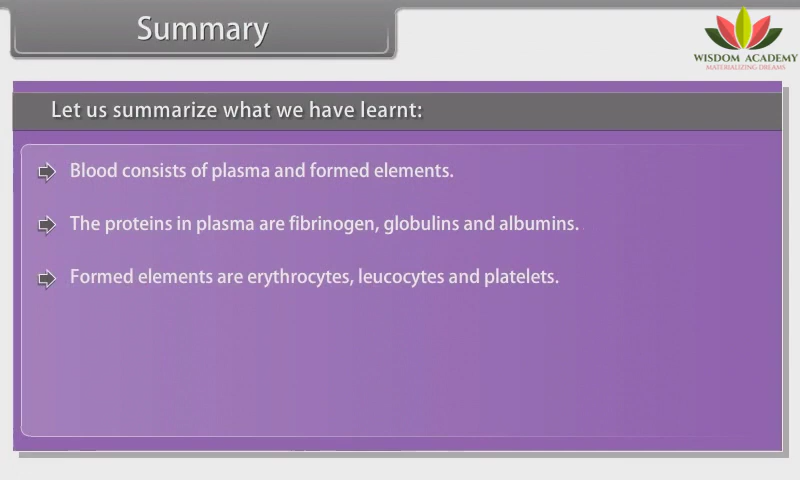 Summary
WISDOM ACADEMY
MATERIALIZING DREAMS
Let us summarize what we have learnt:
Blood consists of plasma and formed elements.
The proteins in plasma are fibrinogen, globulins and albumins.
Formed elements are erythrocytes, leucocytes and platelets.